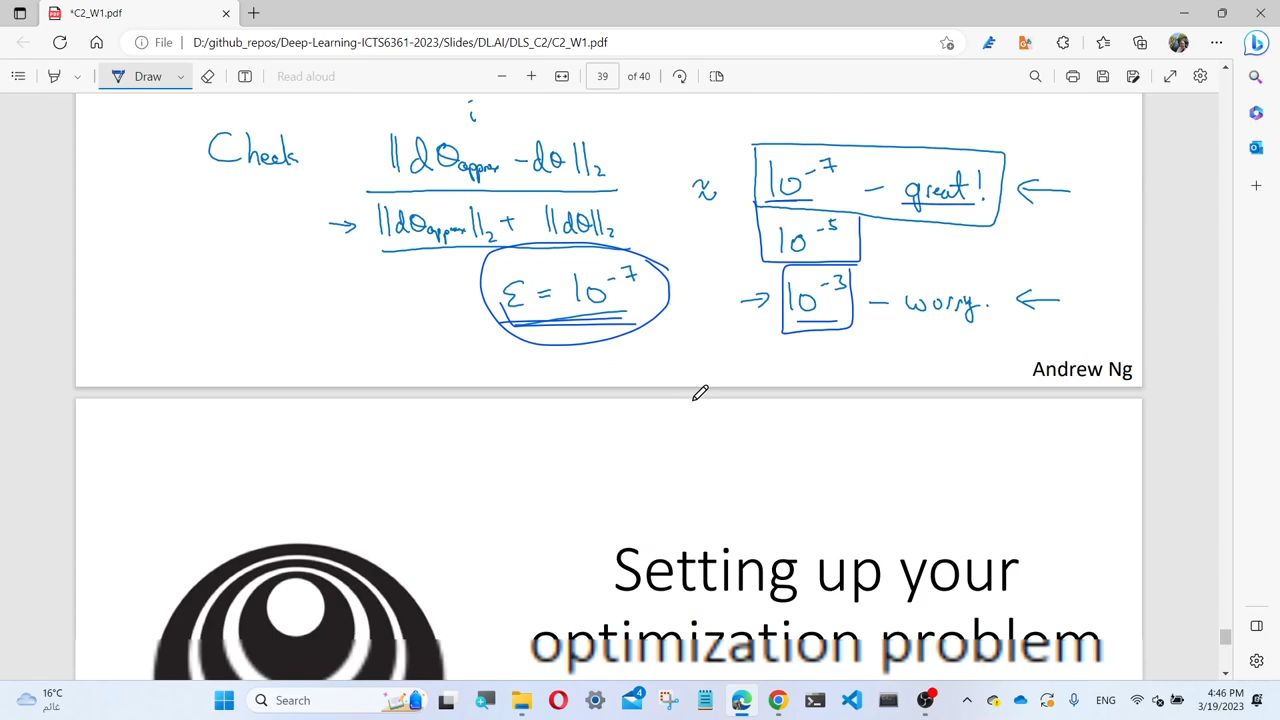 *C2_W1.pdf
File D:/github_repos/Deep-Learning-ICTS6361-2023/Slides/DL.AI/DLS_C2/C2_W1.pdf
Draw Read aloud 39 of 40
i
Check ||dθapprox - dθ||₂ ≈ 10⁻⁷ - great! ←
→ ||dθapprox||₂ + ||dθ||₂ 10⁻⁵
ε = 10⁻⁷ → 10⁻³ - worry. ←
Andrew Ng
Setting up your
optimization problem
16°C
عالم
Search
4
ENG
4:46 PM
3/19/2023